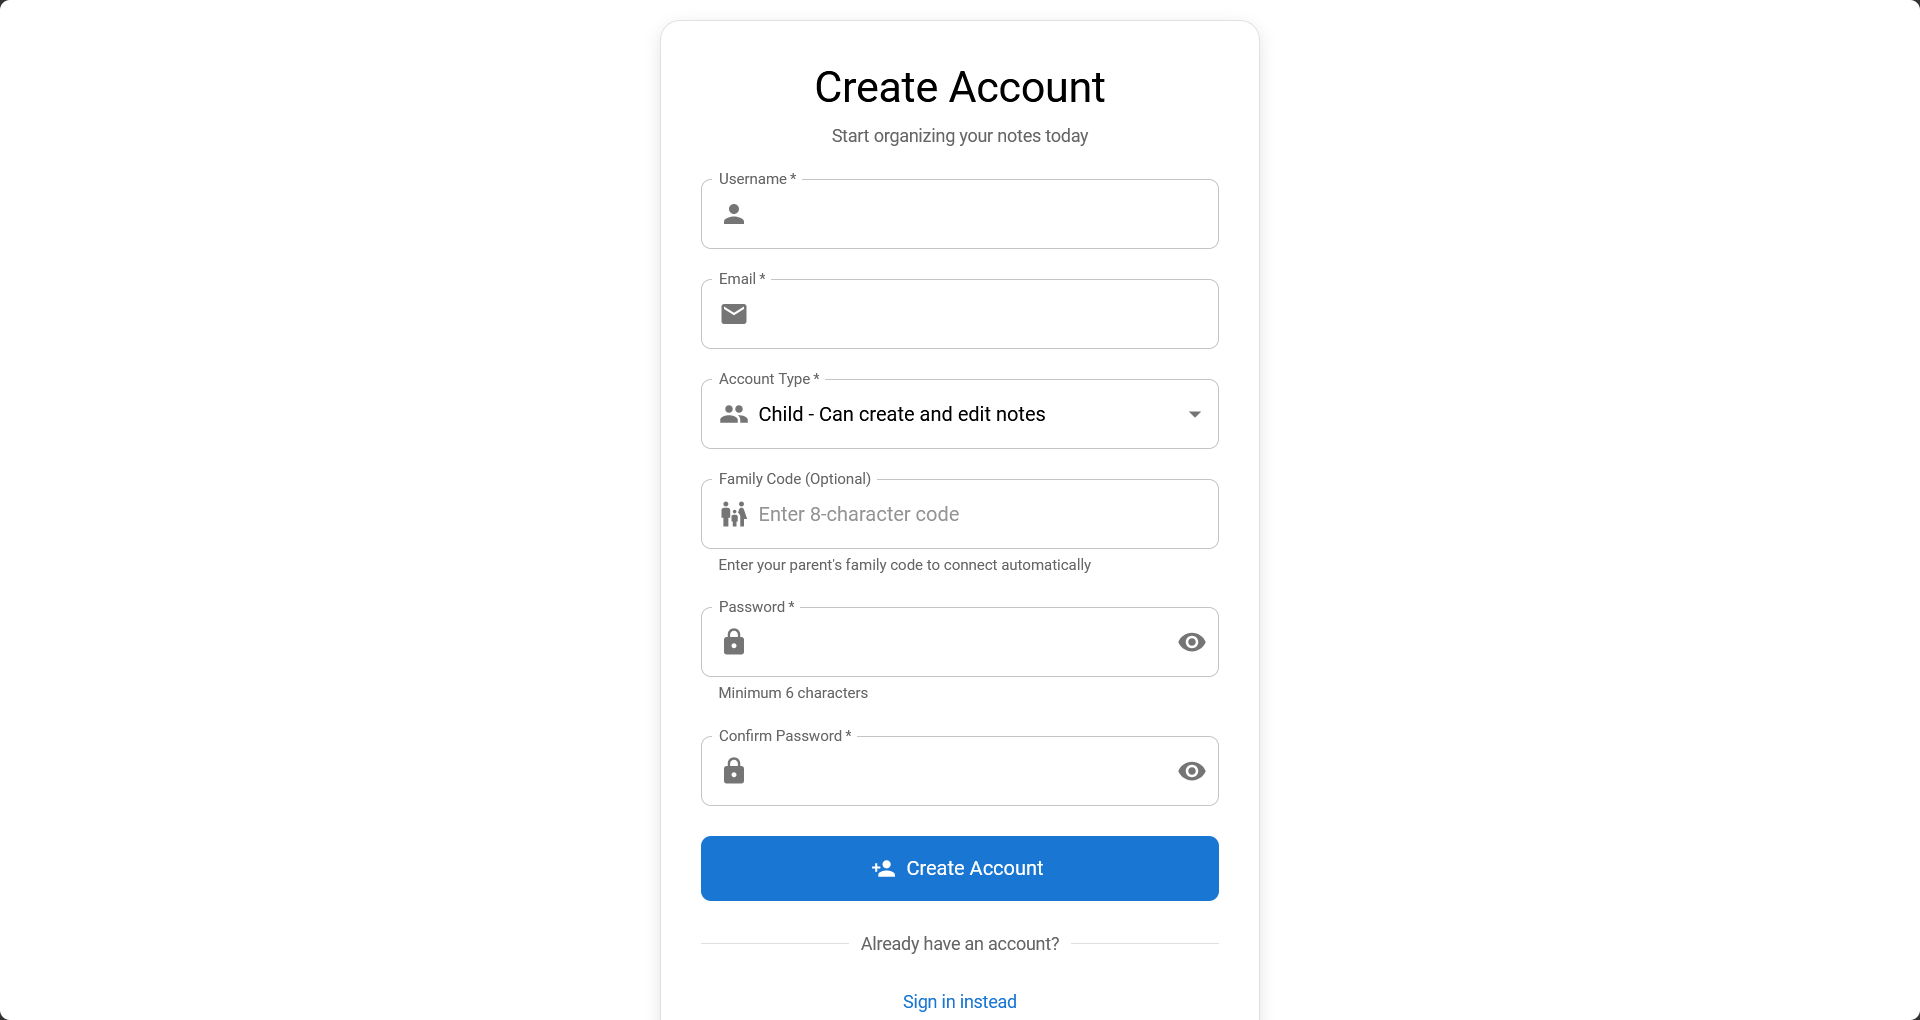 Create Account
Start organizing your notes today
Username *
Email *
Account Type *
Child - Can create and edit notes
Family Code (Optional)
Enter 8-character code
Enter your parent's family code to connect automatically
Password *
Minimum 6 characters
Confirm Password *
Create Account
Already have an account?
Sign in instead